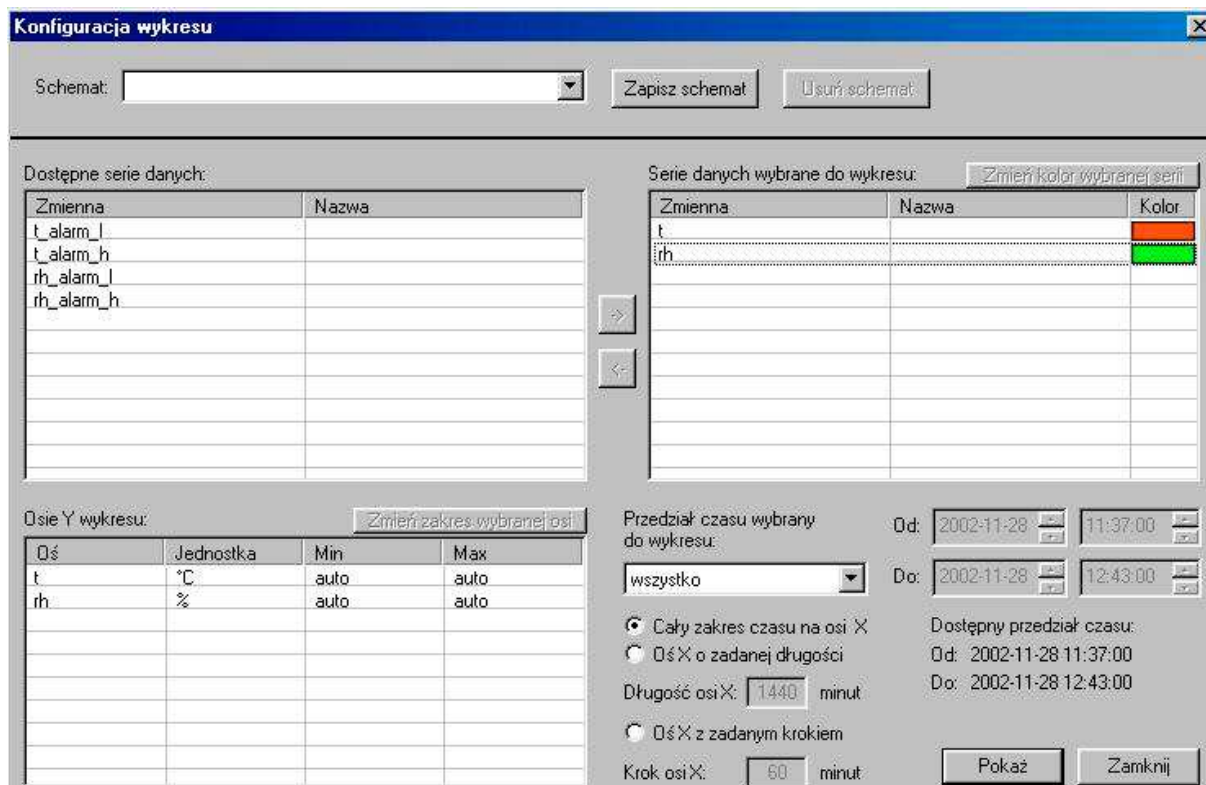 Konfiguracja wykresu
Schemat:
Zapisz schemat
Usuń schemat
Dostępne serie danych:
Zmienna Nazwa
t_alarm_l
t_alarm_h
rh_alarm_l
rh_alarm_h
->
<-
Serie danych wybrane do wykresu:
Zmień kolor wybranej serii
Zmienna Nazwa Kolor
t
rh
Osie Y wykresu:
Zmień zakres wybranej osi
Oś Jednostka Min Max
t °C auto auto
rh % auto auto
Przedział czasu wybrany
do wykresu:
wszystko
Od: 2002-11-28 11:37:00
Do: 2002-11-28 12:43:00
Cały zakres czasu na osi X
Oś X o zadanej długości
Długość osi X: 1440 minut
Oś X z zadanym krokiem
Krok osi X: 60 minut
Dostępny przedział czasu:
Od: 2002-11-28 11:37:00
Do: 2002-11-28 12:43:00
Pokaż
Zamknij